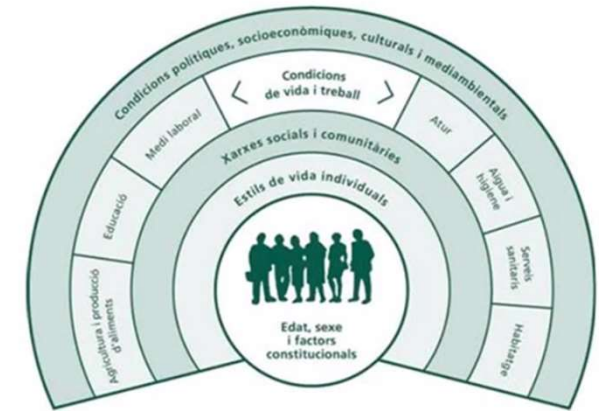 Condicions polítiques, socioeconòmiques, culturals i mediambientals
Condicions
de vida i treball
Agricultura i producció
d'aliments
Educació
Medi laboral
Atur
Aigua i
higiene
Serveis
sanitaris
Habitatge
Xarxes socials i comunitàries
Estils de vida individuals
Edat, sexe
i factors
constitucionals